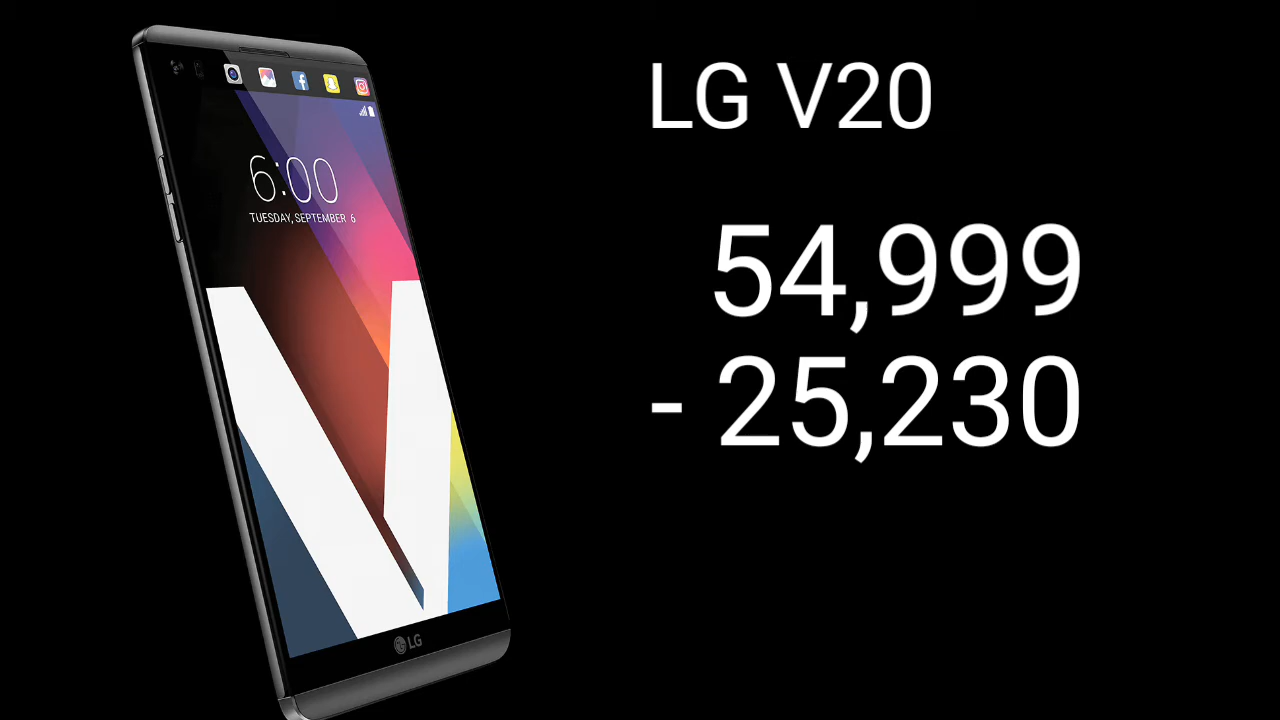 LG V20
6:00
TUESDAY, SEPTEMBER 6
54,999
- 25,230
LG